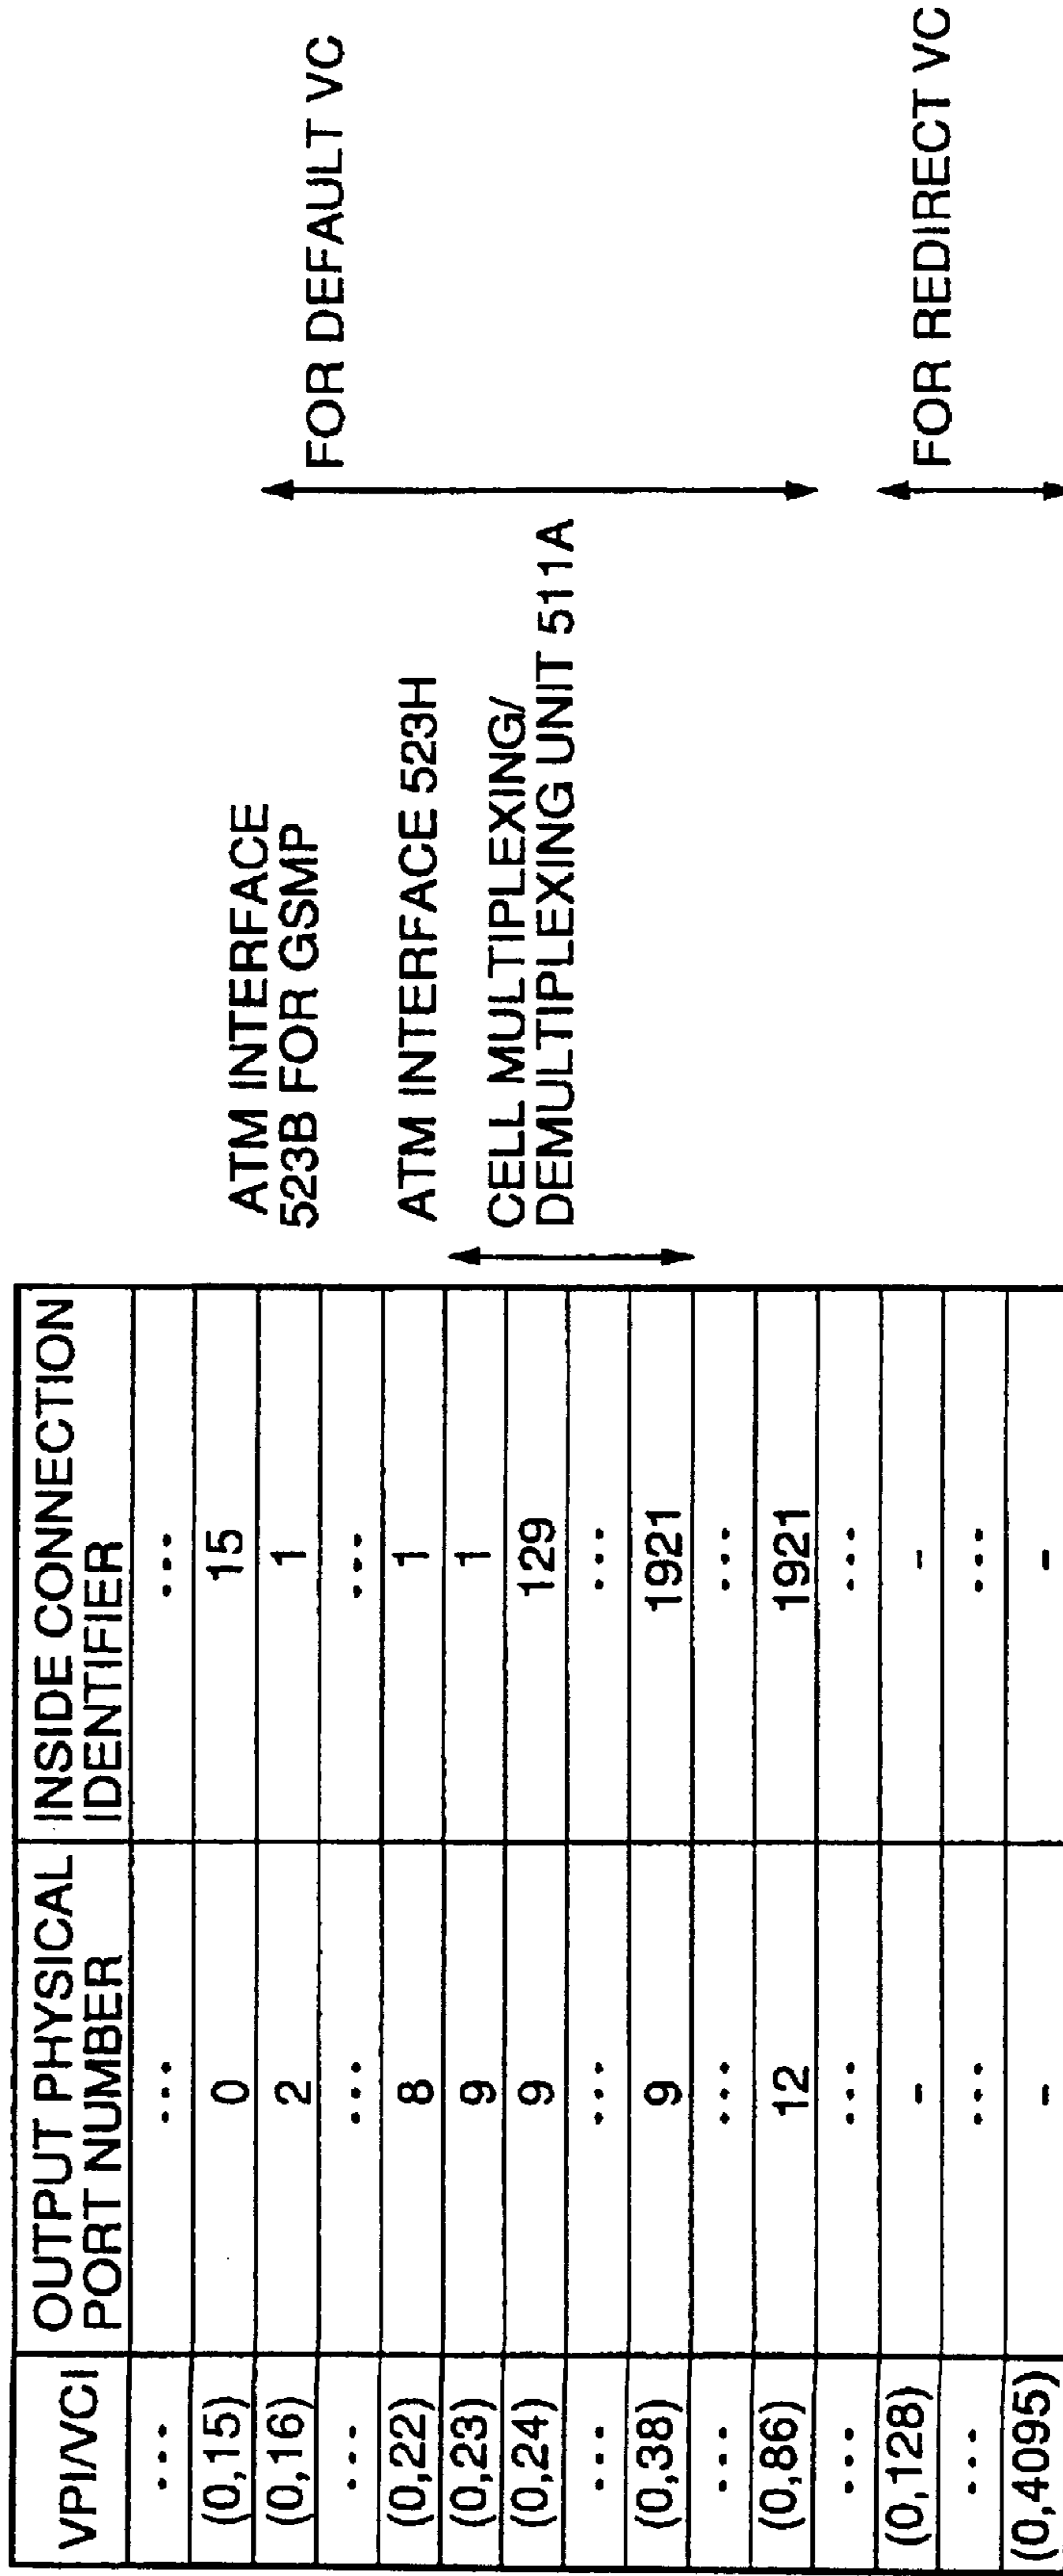 VPI/VCI OUTPUT PHYSICAL PORT NUMBER INSIDE CONNECTION IDENTIFIER
... ... ...
(0,15) 0 15 ATM INTERFACE
523B FOR GSMP
(0,16) 2 1
... ... ...
(0,22) 8 1 ATM INTERFACE 523H
(0,23) 9 1
(0,24) 9 129 CELL MULTIPLEXING/
DEMULTIPLEXING UNIT 511A
... ... ...
(0,38) 9 1921
... ... ...
(0,86) 12 1921
... ... ...
(0,128) - -
... ... ...
(0,4095) - -
FOR DEFAULT VC
FOR REDIRECT VC